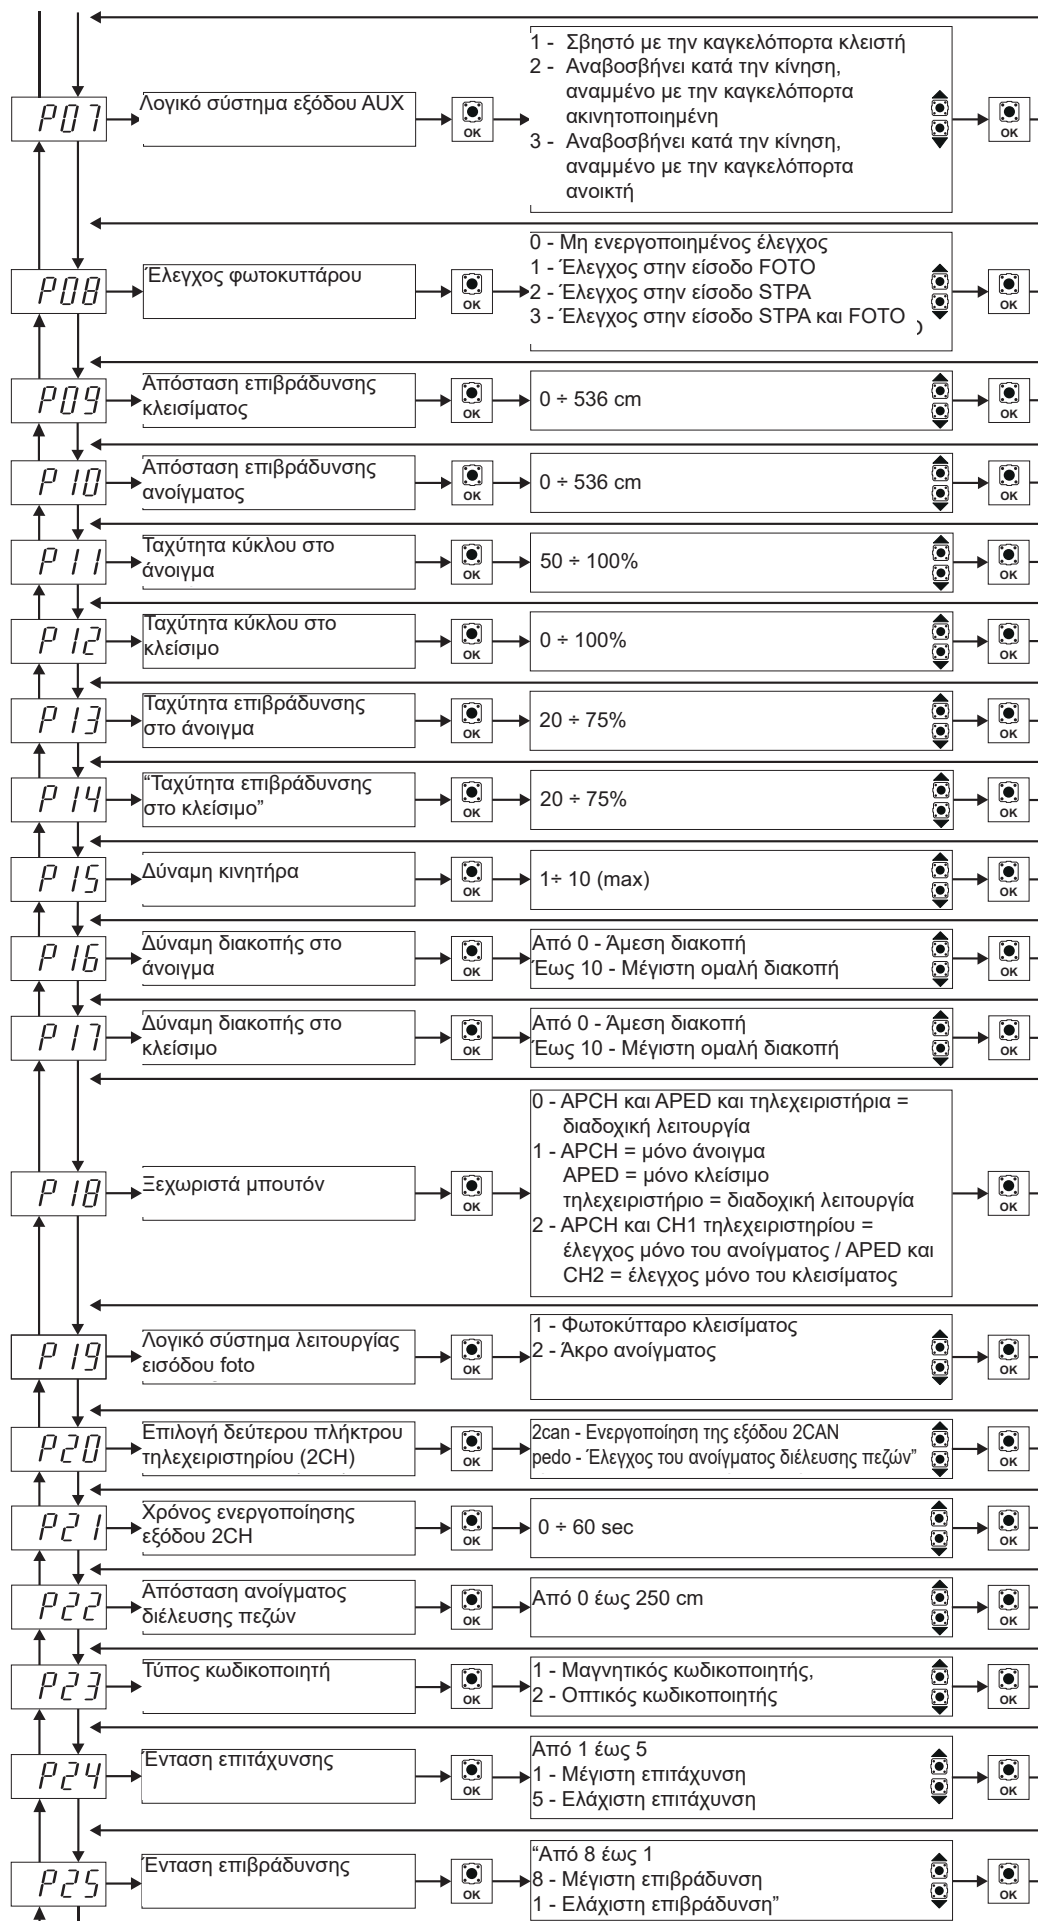 1 - Σβηστό με την καγκελόπορτα κλειστή
2 - Αναβοσβήνει κατά την κίνηση,
αναμμένο με την καγκελόπορτα
ακινητοποιημένη
3 - Αναβοσβήνει κατά την κίνηση,
αναμμένο με την καγκελόπορτα
ανοικτή
P07
Λογικό σύστημα εξόδου AUX
OK
OK
P08
Έλεγχος φωτοκυττάρου
OK
0 - Μη ενεργοποιημένος έλεγχος
1 - Έλεγχος στην είσοδο FOTO
2 - Έλεγχος στην είσοδο STPA
3 - Έλεγχος στην είσοδο STPA και FOTO
OK
P09
Απόσταση επιβράδυνσης
κλεισίματος
OK
0 ÷ 536 cm
OK
P10
Απόσταση επιβράδυνσης
ανοίγματος
OK
0 ÷ 536 cm
OK
P11
Ταχύτητα κύκλου στο
άνοιγμα
OK
50 ÷ 100%
OK
P12
Ταχύτητα κύκλου στο
κλείσιμο
OK
0 ÷ 100%
OK
P13
Ταχύτητα επιβράδυνσης
στο άνοιγμα
OK
20 ÷ 75%
OK
P14
“Ταχύτητα επιβράδυνσης
στο κλείσιμο”
OK
20 ÷ 75%
OK
P15
Δύναμη κινητήρα
OK
1÷ 10 (max)
OK
P16
Δύναμη διακοπής στο
άνοιγμα
OK
Από 0 - Άμεση διακοπή
Έως 10 - Μέγιστη ομαλή διακοπή
OK
P17
Δύναμη διακοπής στο
κλείσιμο
OK
Από 0 - Άμεση διακοπή
Έως 10 - Μέγιστη ομαλή διακοπή
OK
P18
Ξεχωριστά μπουτόν
OK
0 - APCH και APED και τηλεχειριστήρια =
διαδοχική λειτουργία
1 - APCH = μόνο άνοιγμα
APED = μόνο κλείσιμο
τηλεχειριστήριο = διαδοχική λειτουργία
2 - APCH και CH1 τηλεχειριστηρίου =
έλεγχος μόνο του ανοίγματος / APED και
CH2 = έλεγχος μόνο του κλεισίματος
OK
P19
Λογικό σύστημα λειτουργίας
εισόδου foto
OK
1 - Φωτοκύτταρο κλεισίματος
2 - Άκρο ανοίγματος
OK
P20
Επιλογή δεύτερου πλήκτρου
τηλεχειριστηρίου (2CH)
OK
2can - Ενεργοποίηση της εξόδου 2CAN
pedo - Έλεγχος του ανοίγματος διέλευσης πεζών”
OK
P21
Χρόνος ενεργοποίησης
εξόδου 2CH
OK
0 ÷ 60 sec
OK
P22
Απόσταση ανοίγματος
διέλευσης πεζών
OK
Από 0 έως 250 cm
OK
P23
Τύπος κωδικοποιητή
OK
1 - Μαγνητικός κωδικοποιητής,
2 - Οπτικός κωδικοποιητής
OK
P24
Ένταση επιτάχυνσης
OK
Από 1 έως 5
1 - Μέγιστη επιτάχυνση
5 - Ελάχιστη επιτάχυνση
OK
P25
Ένταση επιβράδυνσης
OK
“Από 8 έως 1
8 - Μέγιστη επιβράδυνση
1 - Ελάχιστη επιβράδυνση”
OK